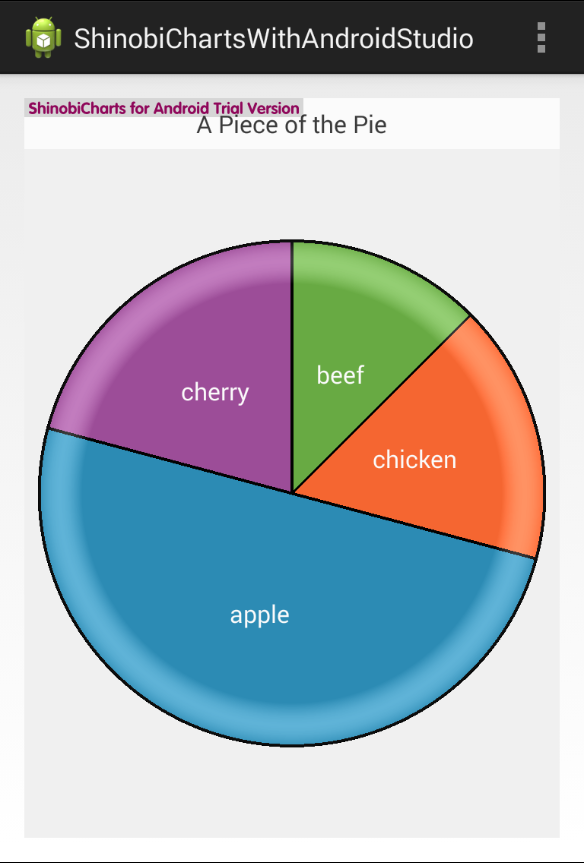 ShinobiChartsWithAndroidStudio
ShinobiCharts for Android Trial Version
A Piece of the Pie
beef
cherry
chicken
apple